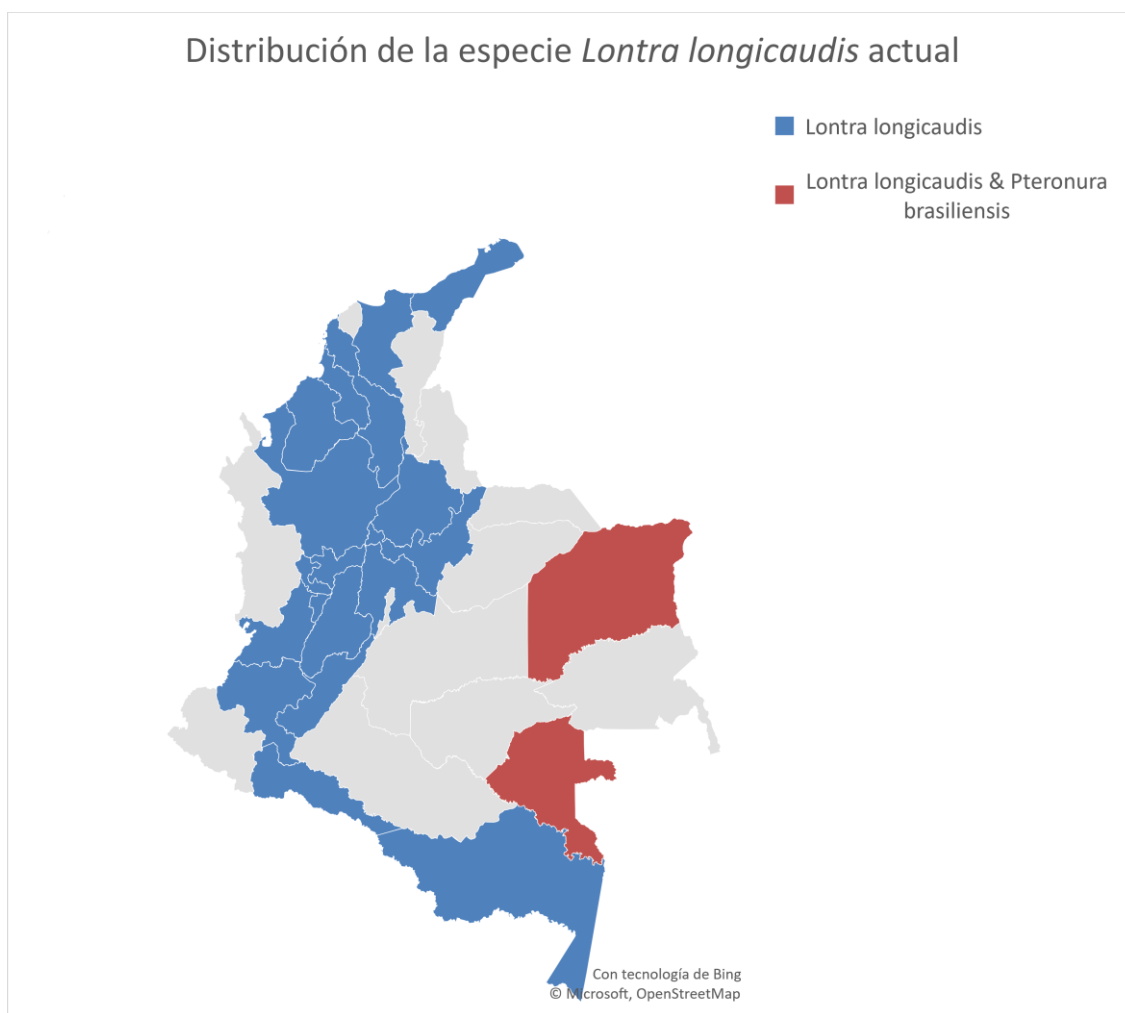 Distribución de la especie Lontra longicaudis actual
Lontra longicaudis
Lontra longicaudis & Pteronura
brasiliensis
Con tecnología de Bing
© Microsoft, OpenStreetMap